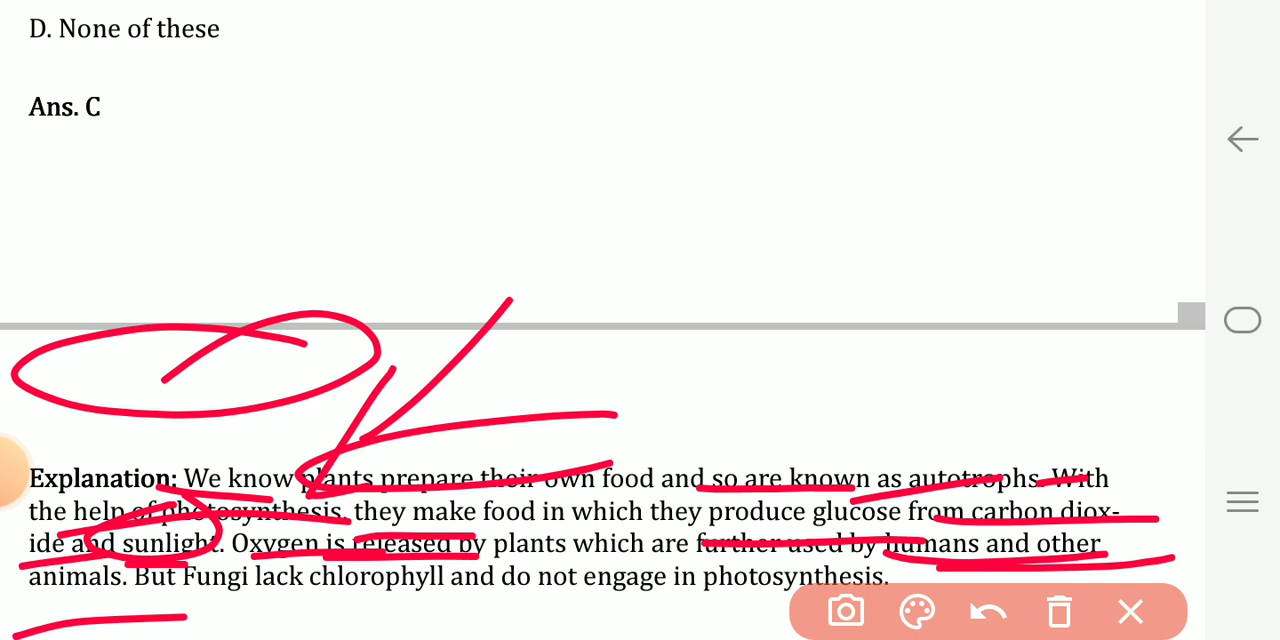 D. None of these
Ans. C
Explanation: We know plants prepare their own food and so are known as autotrophs. With
the help of photosynthesis, they make food in which they produce glucose from carbon diox-
ide and sunlight. Oxygen is released by plants which are further used by humans and other
animals. But Fungi lack chlorophyll and do not engage in photosynthesis.